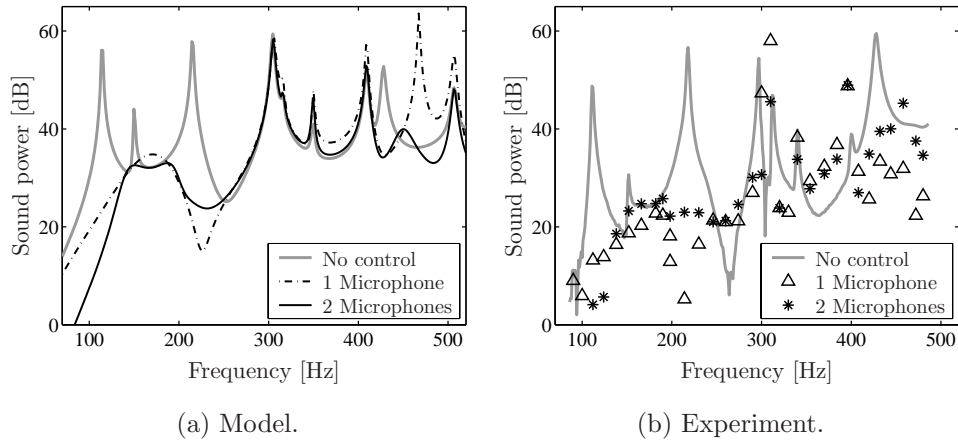 60
40
20
0
Sound power [dB]
100 200 300 400 500
Frequency [Hz]
No control
1 Microphone
2 Microphones
(a) Model.
60
40
20
0
Sound power [dB]
100 200 300 400 500
Frequency [Hz]
No control
1 Microphone
2 Microphones
(b) Experiment.